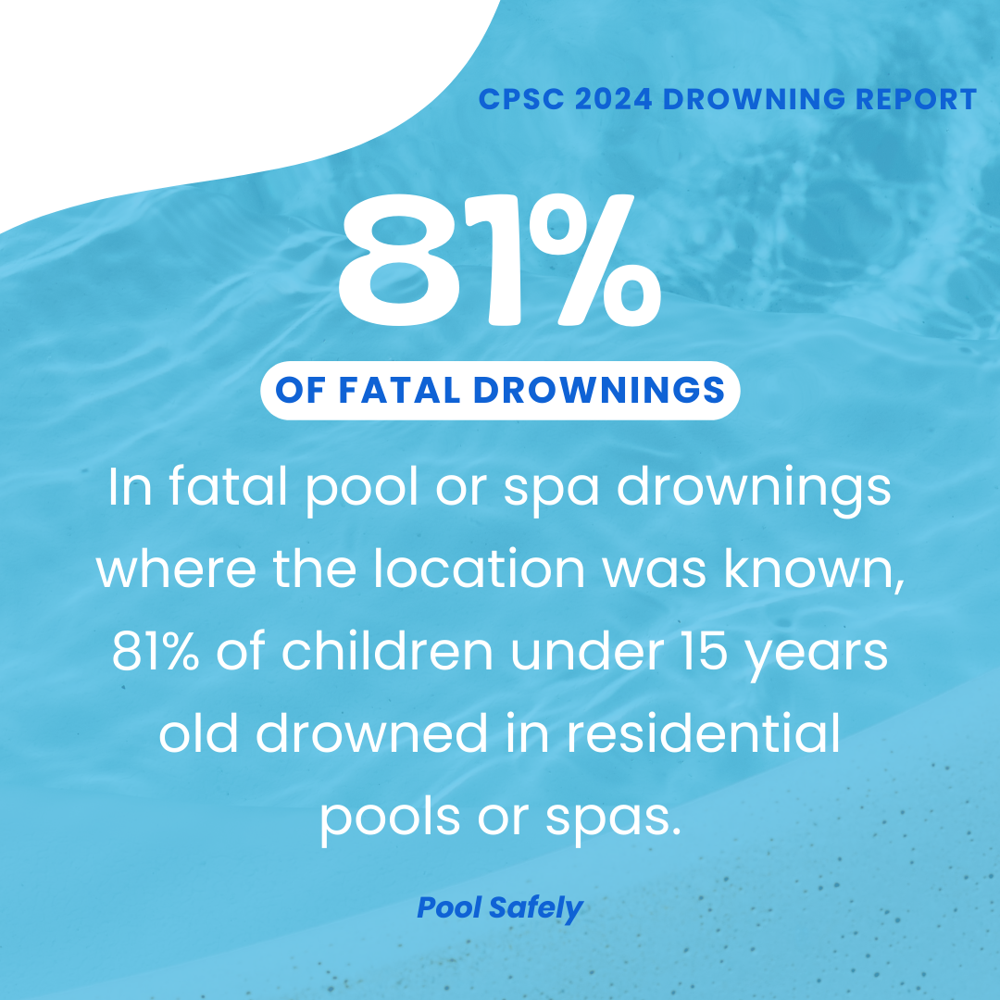 CPSC 2024 DROWNING REPORT
81%
OF FATAL DROWNINGS
In fatal pool or spa drownings
where the location was known,
81% of children under 15 years
old drowned in residential
pools or spas.
Pool Safely